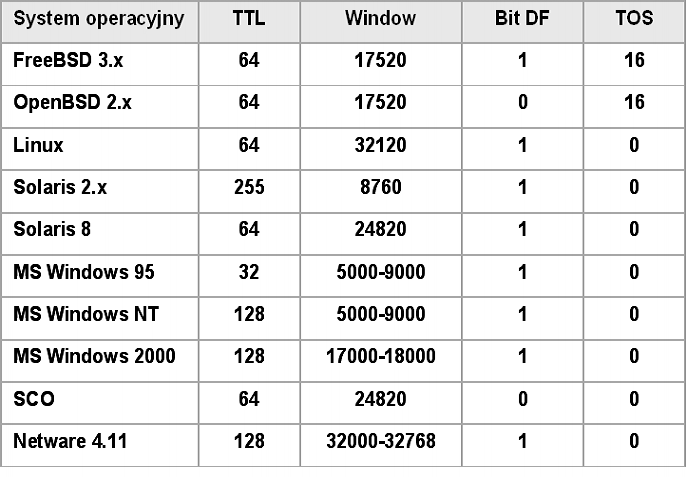 System operacyjny TTL Window Bit DF TOS
FreeBSD 3.x 64 17520 1 16
OpenBSD 2.x 64 17520 0 16
Linux 64 32120 1 0
Solaris 2.x 255 8760 1 0
Solaris 8 64 24820 1 0
MS Windows 95 32 5000-9000 1 0
MS Windows NT 128 5000-9000 1 0
MS Windows 2000 128 17000-18000 1 0
SCO 64 24820 0 0
Netware 4.11 128 32000-32768 1 0